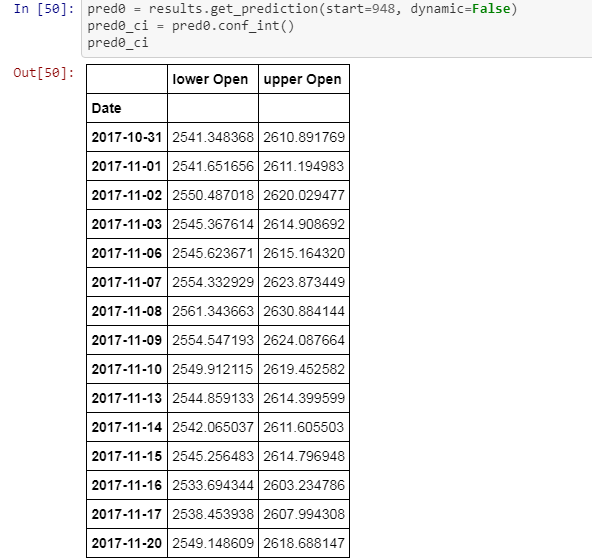 In [50]: pred0 = results.get_prediction(start=948, dynamic=False)
pred0_ci = pred0.conf_int()
pred0_ci
Out[50]:
lower Open upper Open
Date
2017-10-31 2541.348368 2610.891769
2017-11-01 2541.651656 2611.194983
2017-11-02 2550.487018 2620.029477
2017-11-03 2545.367614 2614.908692
2017-11-06 2545.623671 2615.164320
2017-11-07 2554.332929 2623.873449
2017-11-08 2561.343663 2630.884144
2017-11-09 2554.547193 2624.087664
2017-11-10 2549.912115 2619.452582
2017-11-13 2544.859133 2614.399599
2017-11-14 2542.065037 2611.605503
2017-11-15 2545.256483 2614.796948
2017-11-16 2533.694344 2603.234786
2017-11-17 2538.453938 2607.994308
2017-11-20 2549.148609 2618.688147